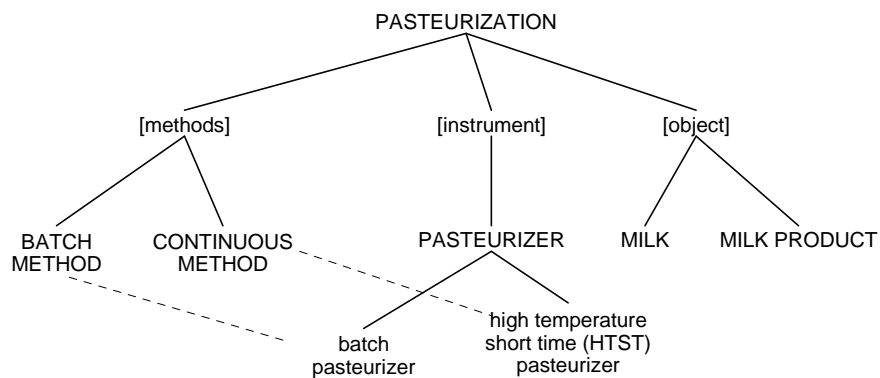 PASTEURIZATION
[methods]
[instrument]
[object]
BATCH
METHOD
CONTINUOUS
METHOD
PASTEURIZER
MILK
MILK PRODUCT
batch
pasteurizer
high temperature
short time (HTST)
pasteurizer